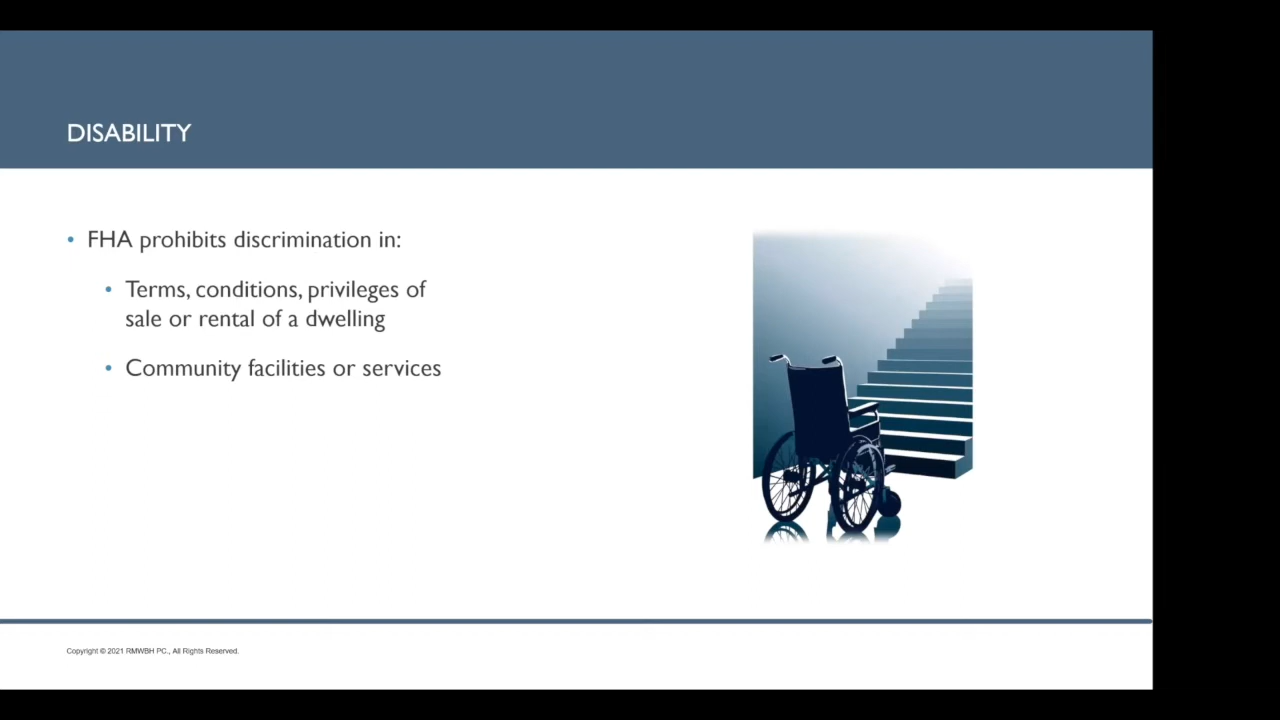 DISABILITY
• FHA prohibits discrimination in:
• Terms, conditions, privileges of
sale or rental of a dwelling
• Community facilities or services
Copyright © 2021 RMWBH PC., All Rights Reserved.